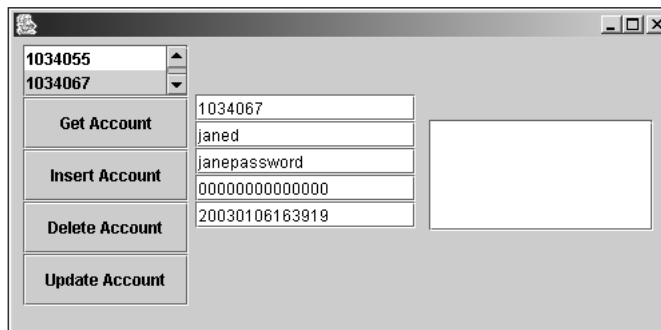 1034055
1034067
Get Account
Insert Account
Delete Account
Update Account
1034067
janed
janepassword
00000000000000
20030106163919